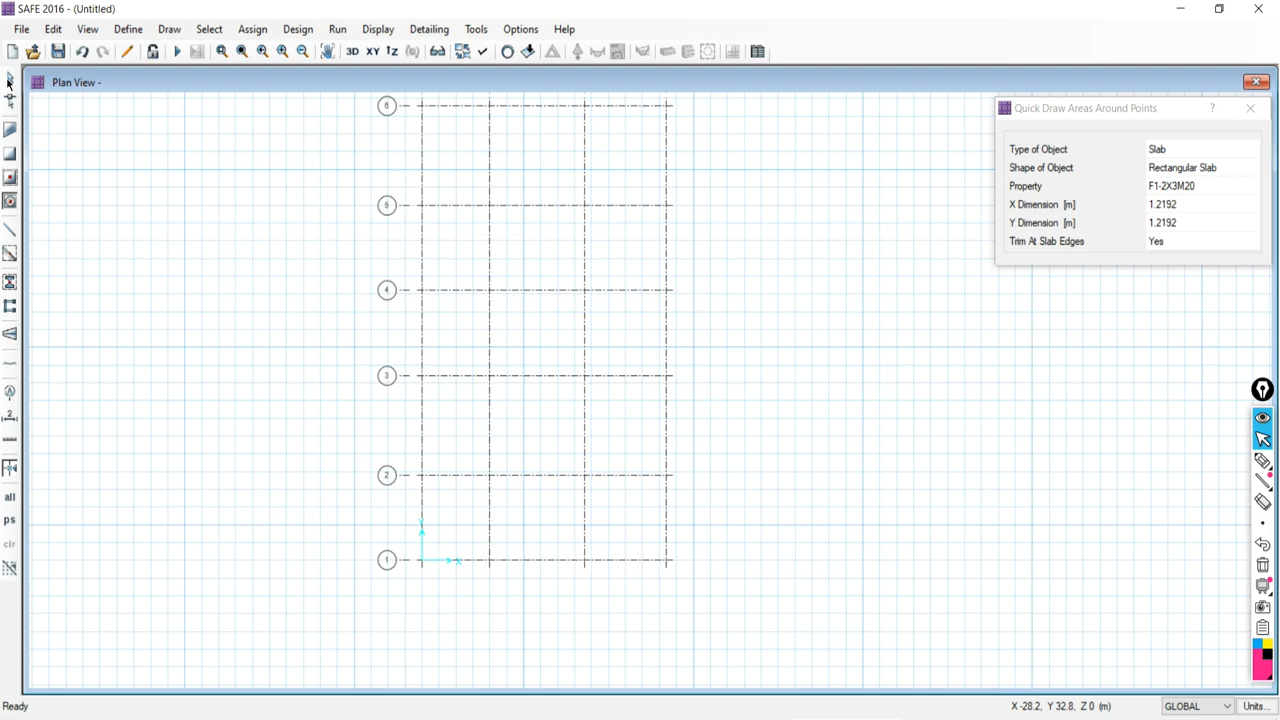 SAFE 2016 - (Untitled)
File Edit View Define Draw Select Assign Design Run Display Detailing Tools Options Help
3D XY
Plan View -
Quick Draw Areas Around Points ?
Type of Object Slab
Shape of Object Rectangular Slab
Property F1-2X3M20
X Dimension [m] 1.2192
Y Dimension [m] 1.2192
Trim At Slab Edges Yes
6
5
4
3
2
1
Y
X
2
all
ps
clr
Ready X -28.2, Y 32.8, Z 0 (m) GLOBAL Units...